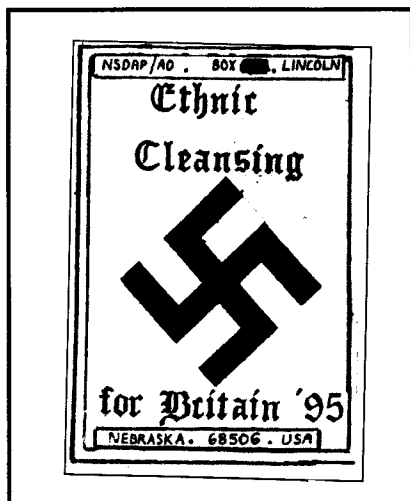 NSDAP/AO . BOX . LINCOLN
Ethnic
Cleansing
for Britain '95
NEBRASKA . 68506 . USA